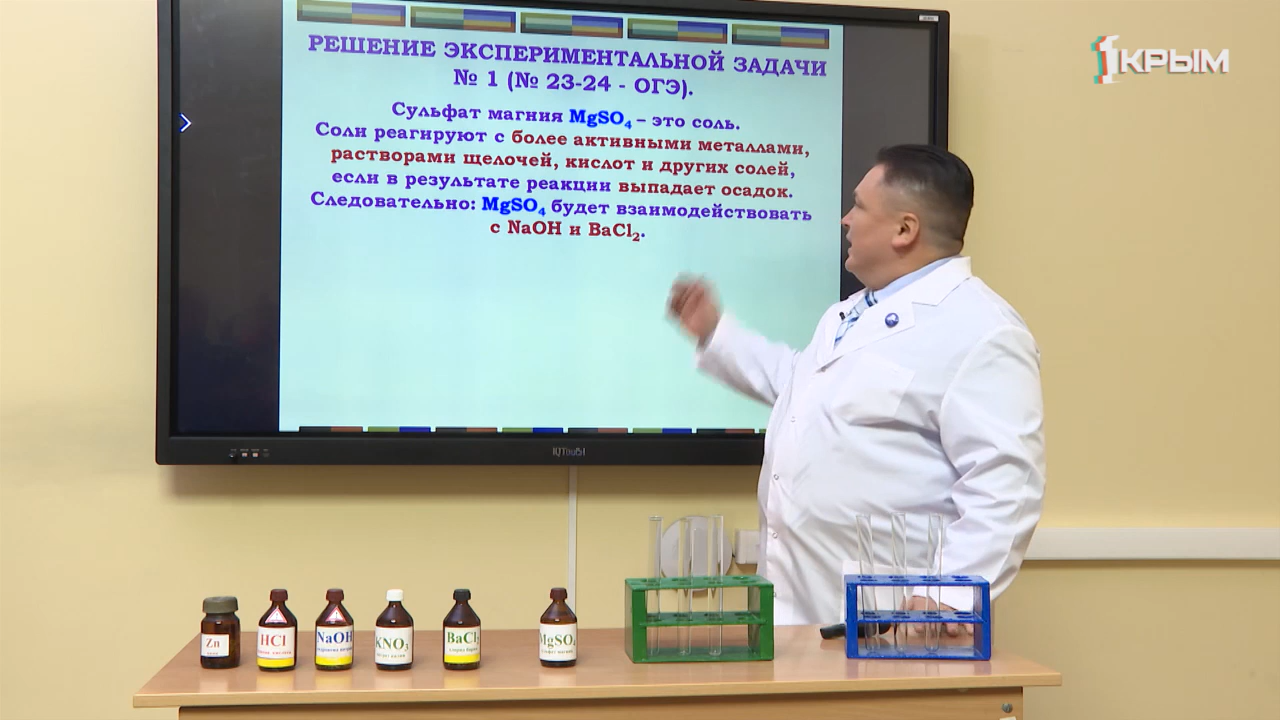 РЕШЕНИЕ ЭКСПЕРИМЕНТАЛЬНОЙ ЗАДАЧИ
№ 1 (№ 23-24 - ОГЭ).
Сульфат магния MgSO₄ – это соль.
Соли реагируют с более активными металлами,
растворами щелочей, кислот и других солей,
если в результате реакции выпадает осадок.
Следовательно: MgSO₄ будет взаимодействовать
с NaOH и BaCl₂.
1КРЫМ
IQTouch
Zn
HCl
NaOH
KNO₃
BaCl₂
MgSO₄